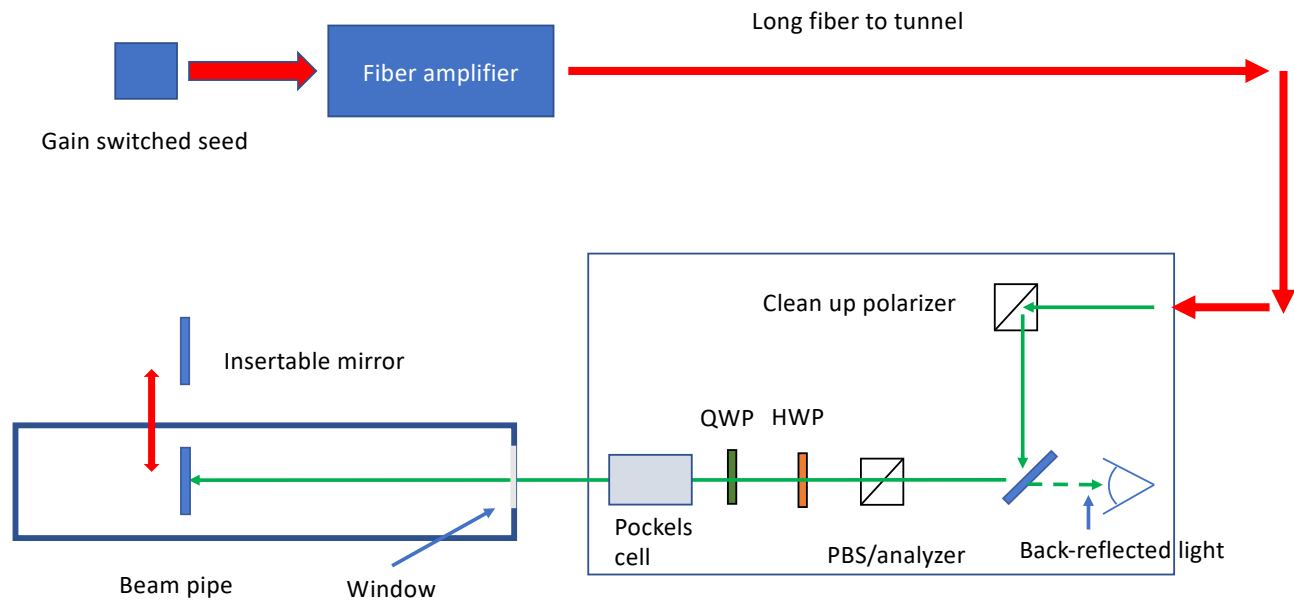 Long fiber to tunnel
Fiber amplifier
Gain switched seed
Clean up polarizer
Insertable mirror
QWP
HWP
Pockels
cell
PBS/analyzer
Back-reflected light
Beam pipe
Window